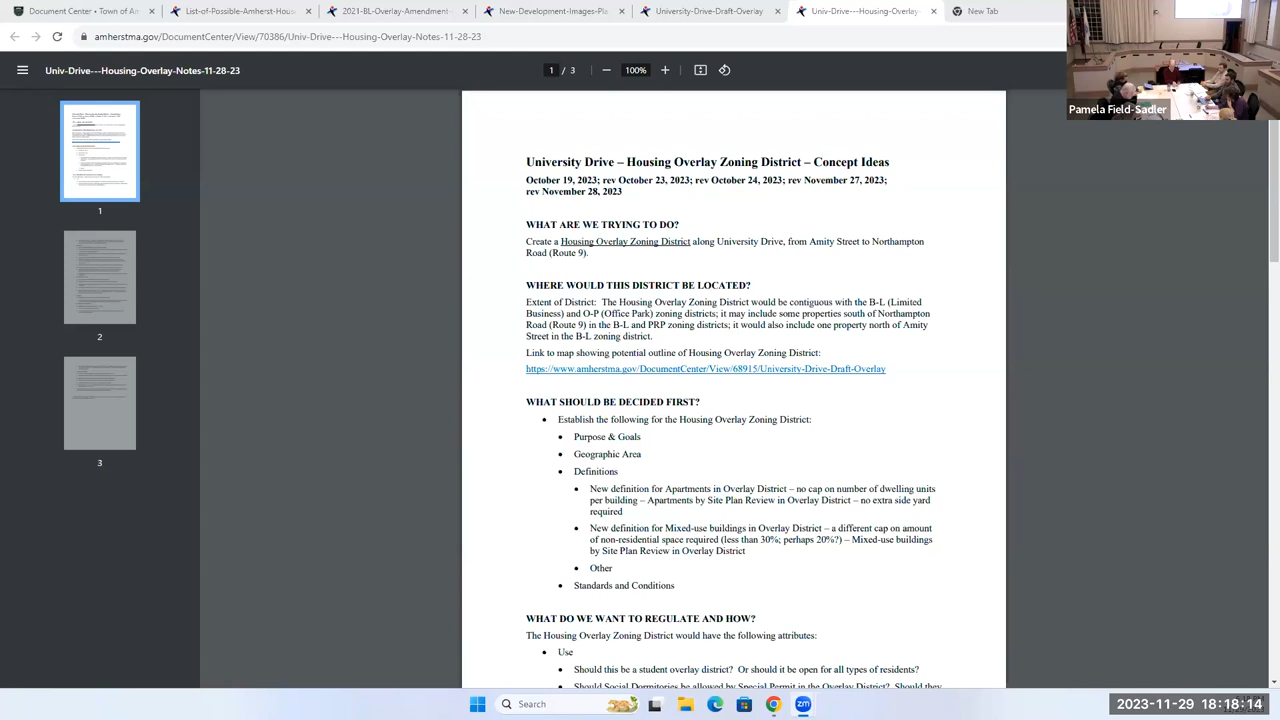 Document Center • Town of Am
List-of-Possible-Amherst-Hous
2021-BL-Overlay-Amendment-
New-Development-Images-Pl
University-Drive-Draft-Overlay
Univ-Drive---Housing-Overlay-
New Tab
amherstma.gov/DocumentCenter/View/70386/Univ-Drive---Housing-Overlay-Notes-11-28-23
Univ-Drive---Housing-Overlay-Notes-11-28-23
1 / 3
100%
Pamela Field-Sadler
1
2
3
University Drive – Housing Overlay Zoning District – Concept Ideas
October 19, 2023; rev October 23, 2023; rev October 24, 2023; rev November 27, 2023;
rev November 28, 2023
WHAT ARE WE TRYING TO DO?
Create a Housing Overlay Zoning District along University Drive, from Amity Street to Northampton
Road (Route 9).
WHERE WOULD THIS DISTRICT BE LOCATED?
Extent of District: The Housing Overlay Zoning District would be contiguous with the B-L (Limited
Business) and O-P (Office Park) zoning districts; it may include some properties south of Northampton
Road (Route 9) in the B-L and PRP zoning districts; it would also include one property north of Amity
Street in the B-L zoning district.
Link to map showing potential outline of Housing Overlay Zoning District:
https://www.amherstma.gov/DocumentCenter/View/68915/University-Drive-Draft-Overlay
WHAT SHOULD BE DECIDED FIRST?
• Establish the following for the Housing Overlay Zoning District:
• Purpose & Goals
• Geographic Area
• Definitions
• New definition for Apartments in Overlay District – no cap on number of dwelling units
per building – Apartments by Site Plan Review in Overlay District – no extra side yard
required
• New definition for Mixed-use buildings in Overlay District – a different cap on amount
of non-residential space required (less than 30%; perhaps 20%?) – Mixed-use buildings
by Site Plan Review in Overlay District
• Other
• Standards and Conditions
WHAT DO WE WANT TO REGULATE AND HOW?
The Housing Overlay Zoning District would have the following attributes:
• Use
• Should this be a student overlay district? Or should it be open for all types of residents?
• Should Social Dormitories be allowed by Special Permit in the Overlay District? Should they
Search
2023-11-29 18:18:14